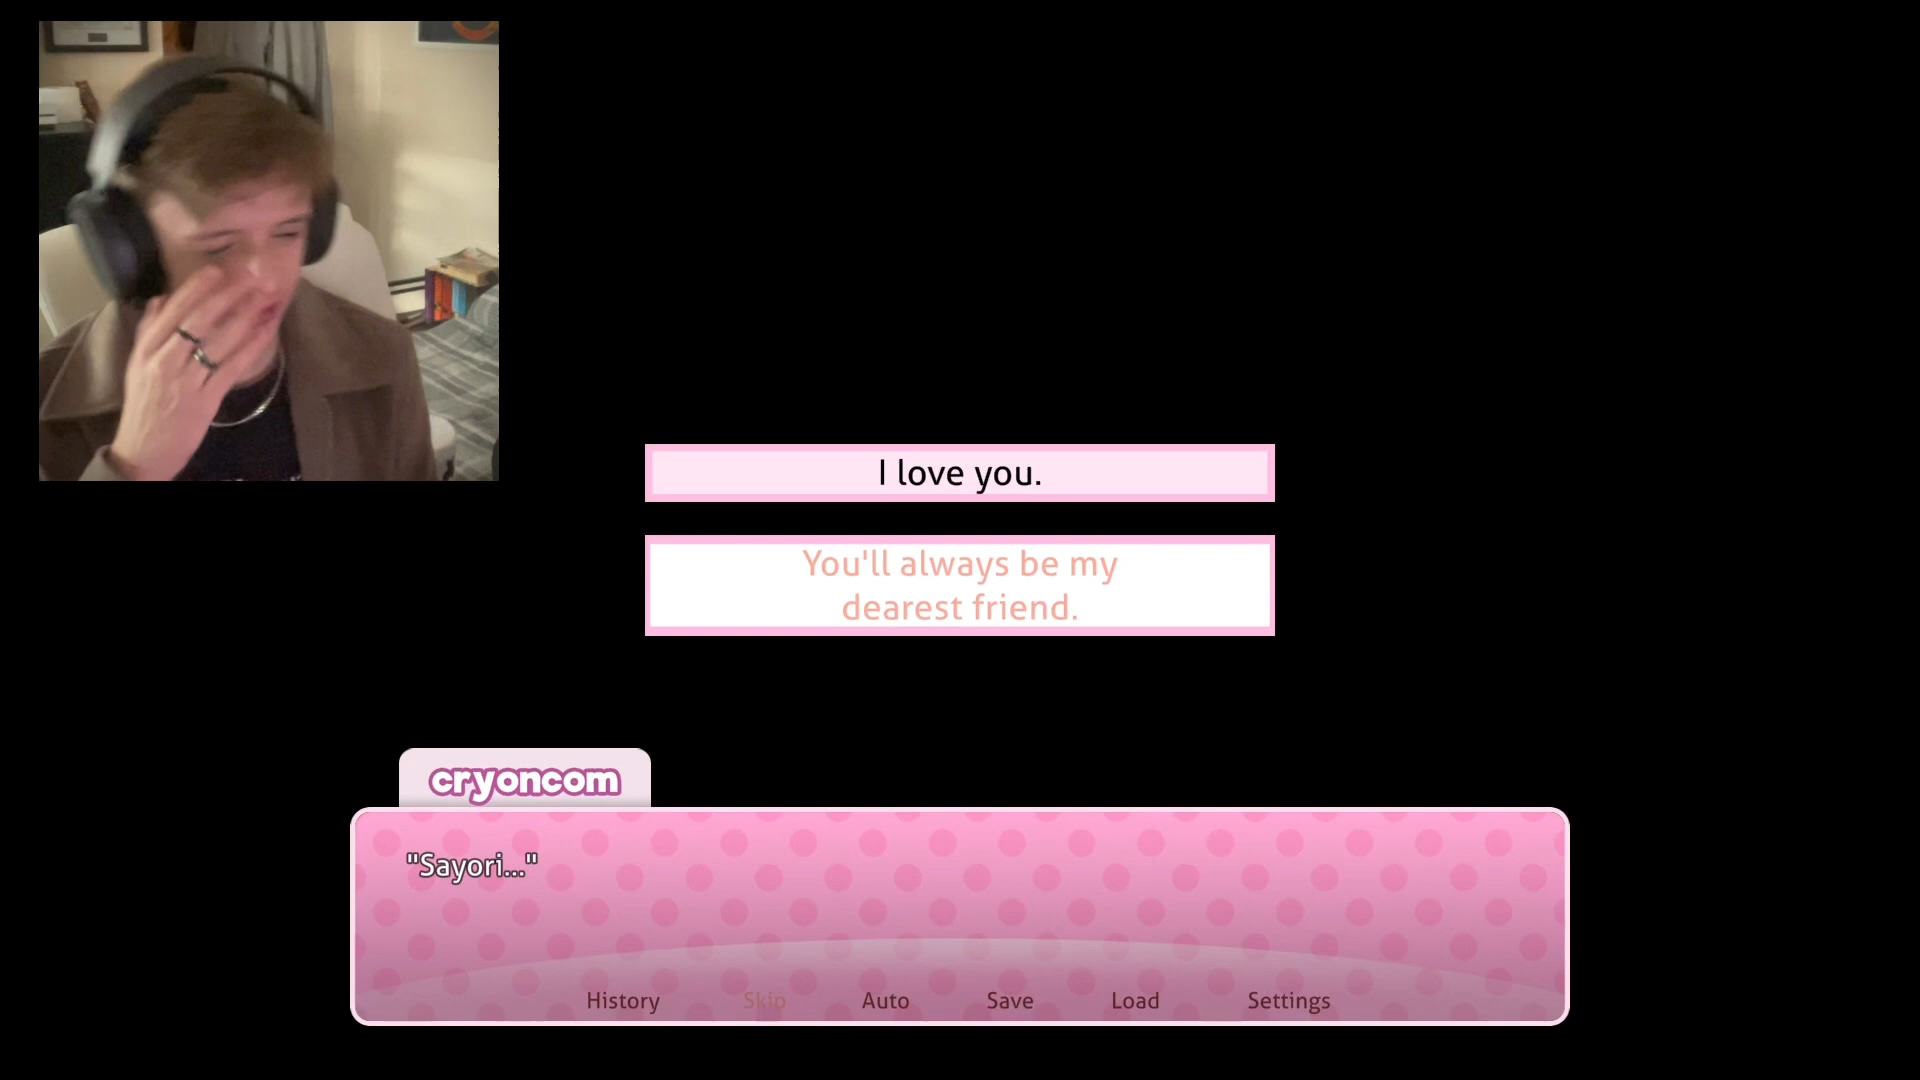 I love you.
You'll always be my
dearest friend.
cryoncom
"Sayori..."
History Skip Auto Save Load Settings